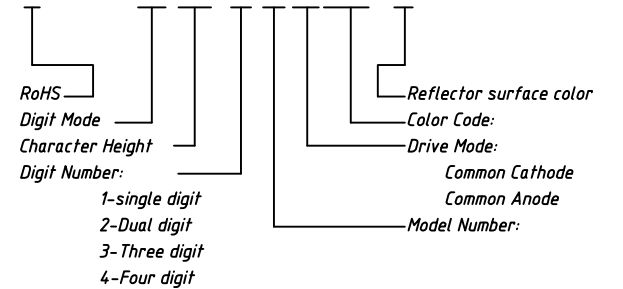 RoHS
Digit Mode
Character Height
Digit Number:
1-single digit
2-Dual digit
3-Three digit
4-Four digit
Reflector surface color
Color Code:
Drive Mode:
Common Cathode
Common Anode
Model Number: